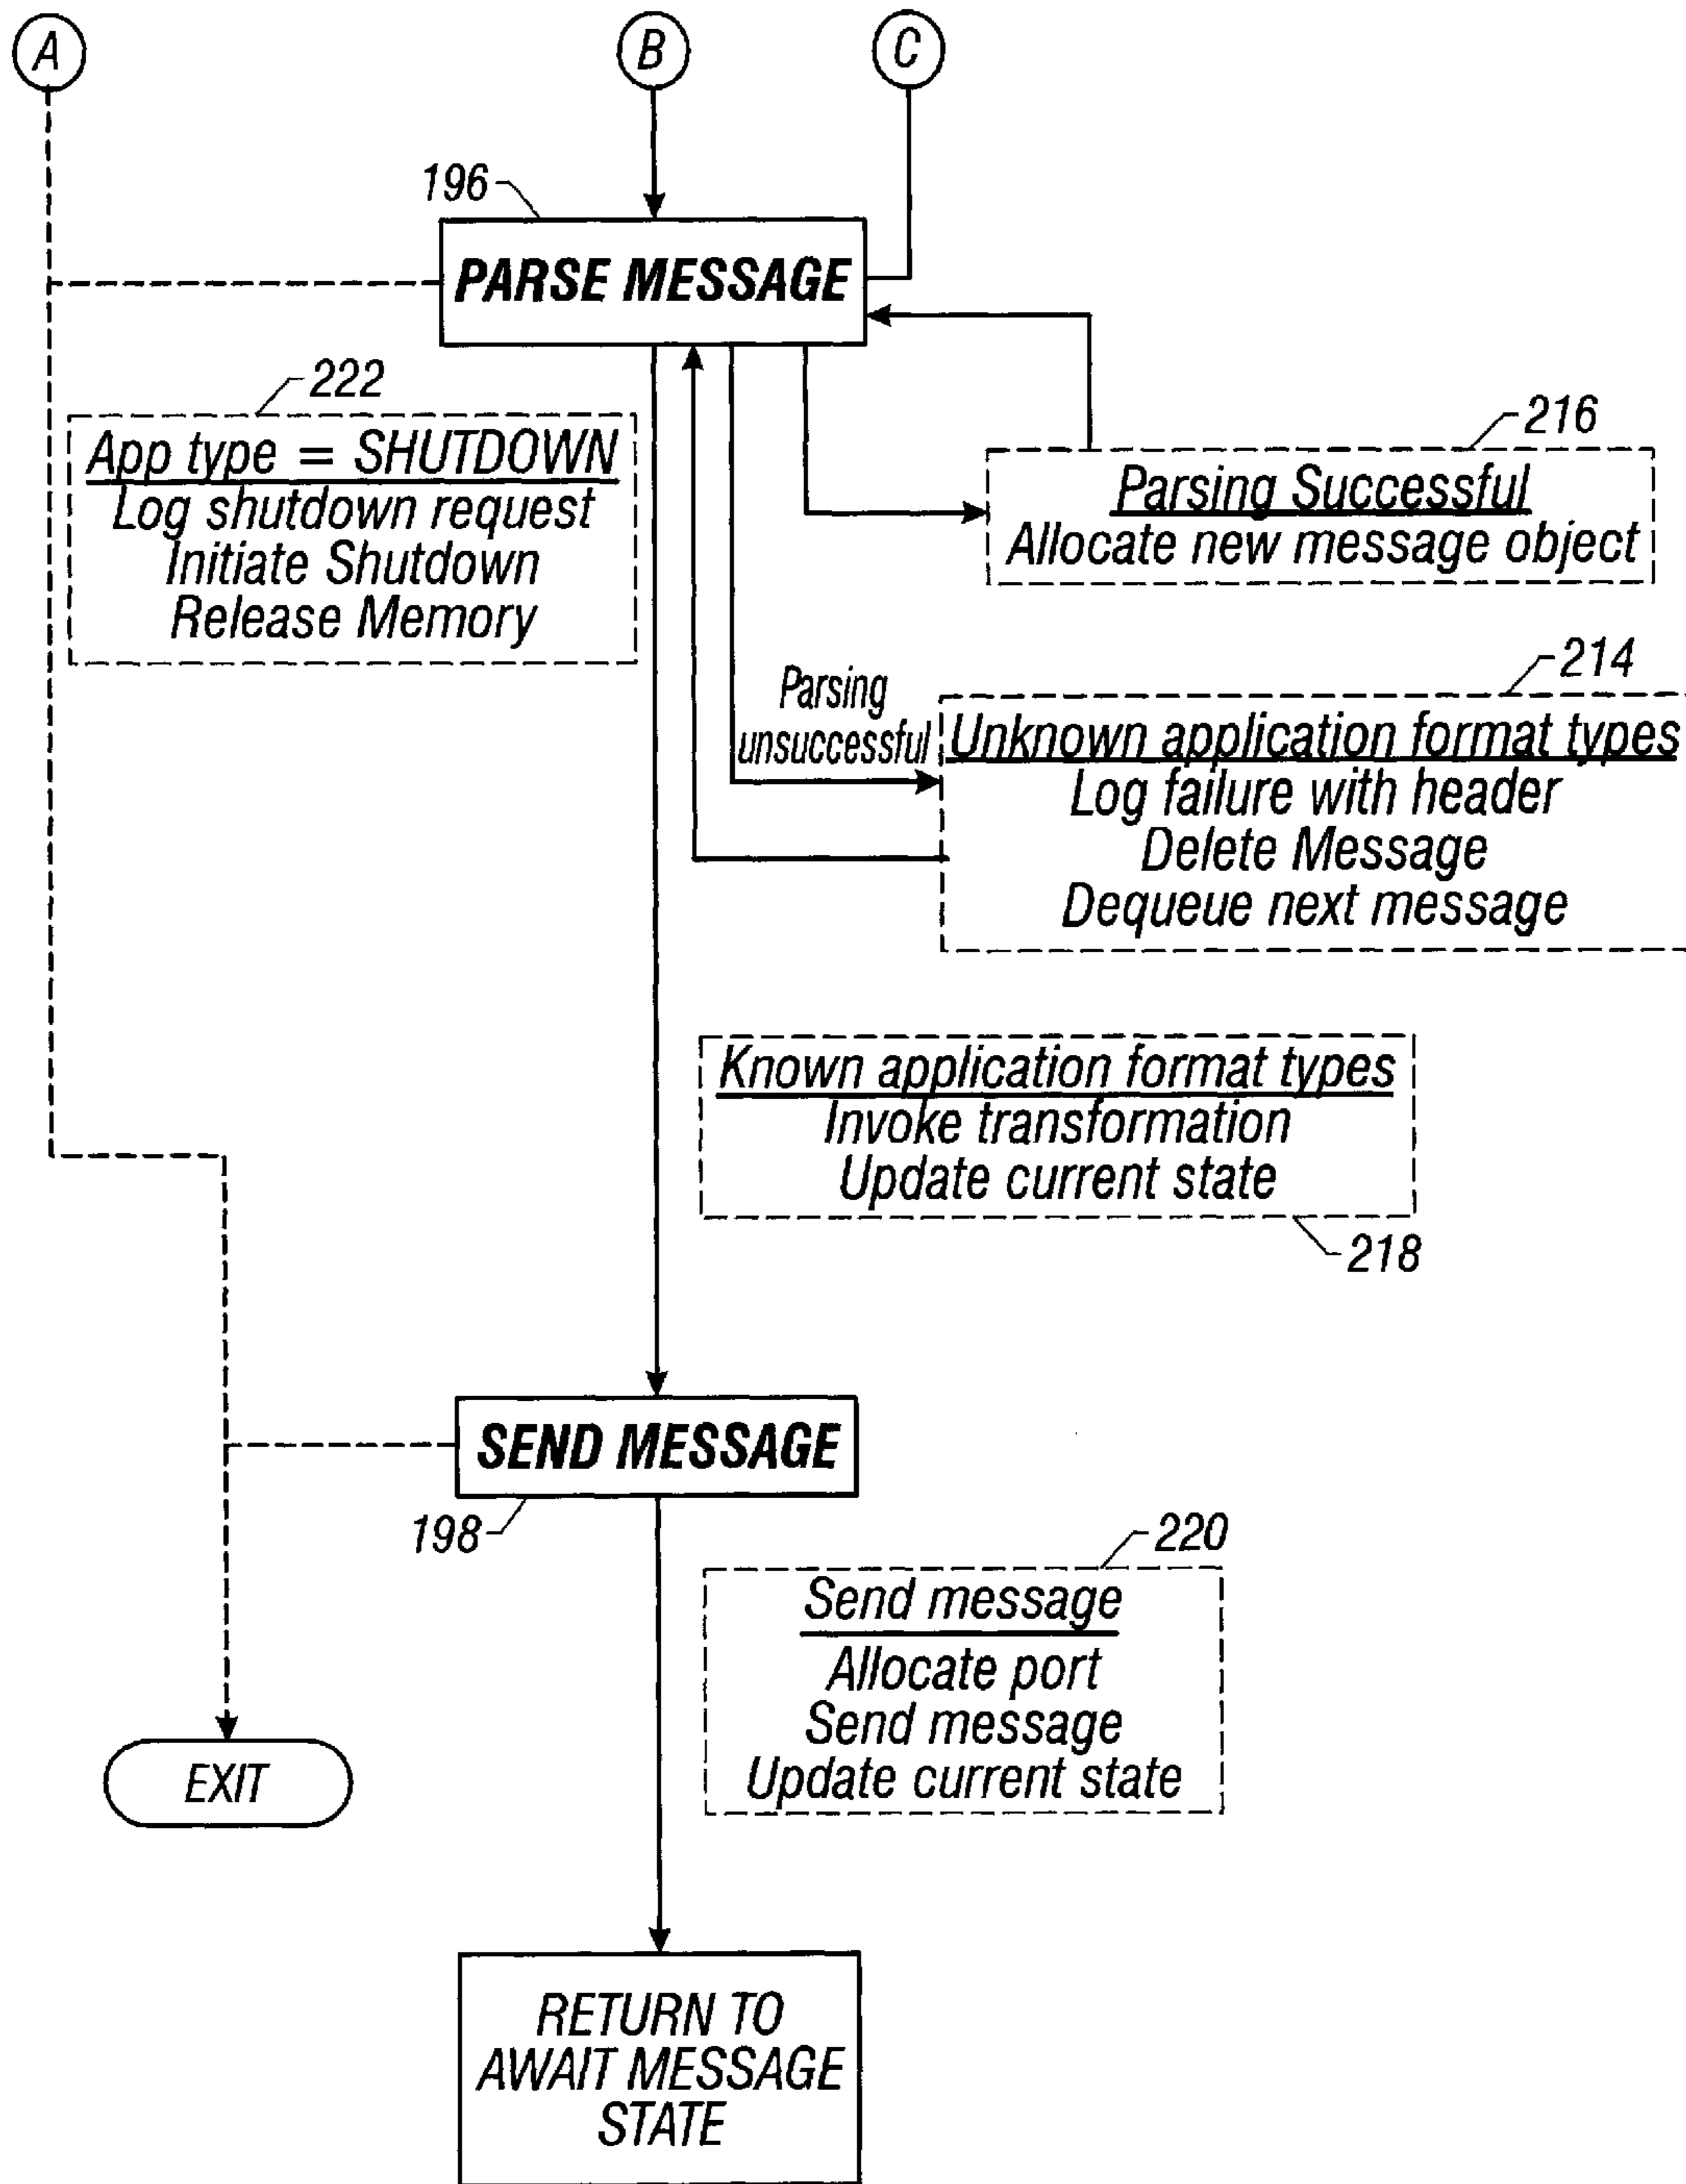 A
B
C
196
PARSE MESSAGE
222
App type = SHUTDOWN
Log shutdown request
Initiate Shutdown
Release Memory
216
Parsing Successful
Allocate new message object
Parsing
unsuccessful
214
Unknown application format types
Log failure with header
Delete Message
Dequeue next message
Known application format types
Invoke transformation
Update current state
218
SEND MESSAGE
198
220
Send message
Allocate port
Send message
Update current state
EXIT
RETURN TO
AWAIT MESSAGE
STATE